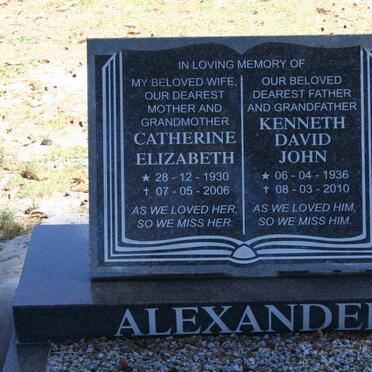 IN LOVING MEMORY OF
MY BELOVED WIFE,
OUR DEAREST
MOTHER AND
GRANDMOTHER
CATHERINE
ELIZABETH
★ 28 - 12 - 1930
✝ 07 - 05 - 2006
AS WE LOVED HER,
SO WE MISS HER.
OUR BELOVED
DEAREST FATHER
AND GRANDFATHER
KENNETH
DAVID
JOHN
★ 06 - 04 - 1936
✝ 08 - 03 - 2010
AS WE LOVED HIM,
SO WE MISS HIM.
ALEXANDE